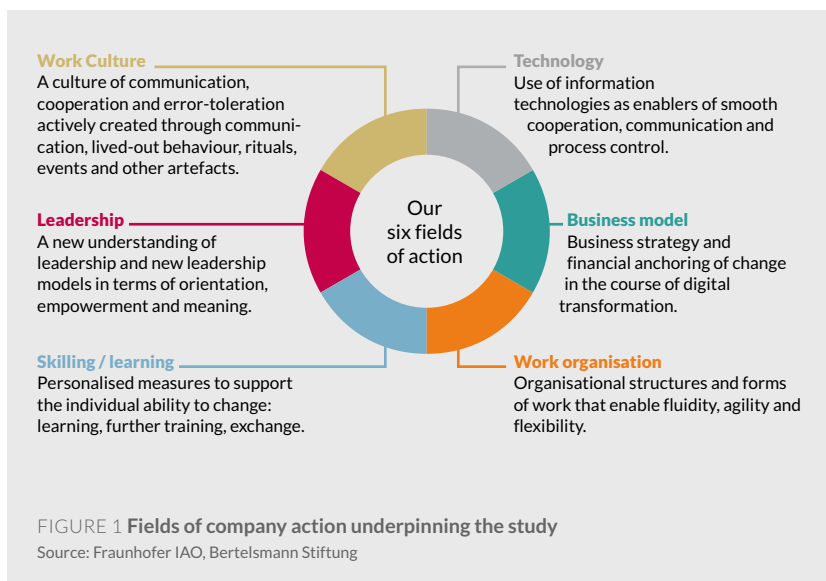 Work Culture
A culture of communication,
cooperation and error-toleration
actively created through communi-
cation, lived-out behaviour, rituals,
events and other artefacts.
Technology
Use of information
technologies as enablers of smooth
cooperation, communication and
process control.
Leadership
A new understanding of
leadership and new leadership
models in terms of orientation,
empowerment and meaning.
Our
six fields
of action
Business model
Business strategy and
financial anchoring of change
in the course of digital
transformation.
Skilling / learning
Personalised measures to support
the individual ability to change:
learning, further training, exchange.
Work organisation
Organisational structures and forms
of work that enable fluidity, agility and
flexibility.
FIGURE 1 Fields of company action underpinning the study
Source: Fraunhofer IAO, Bertelsmann Stiftung